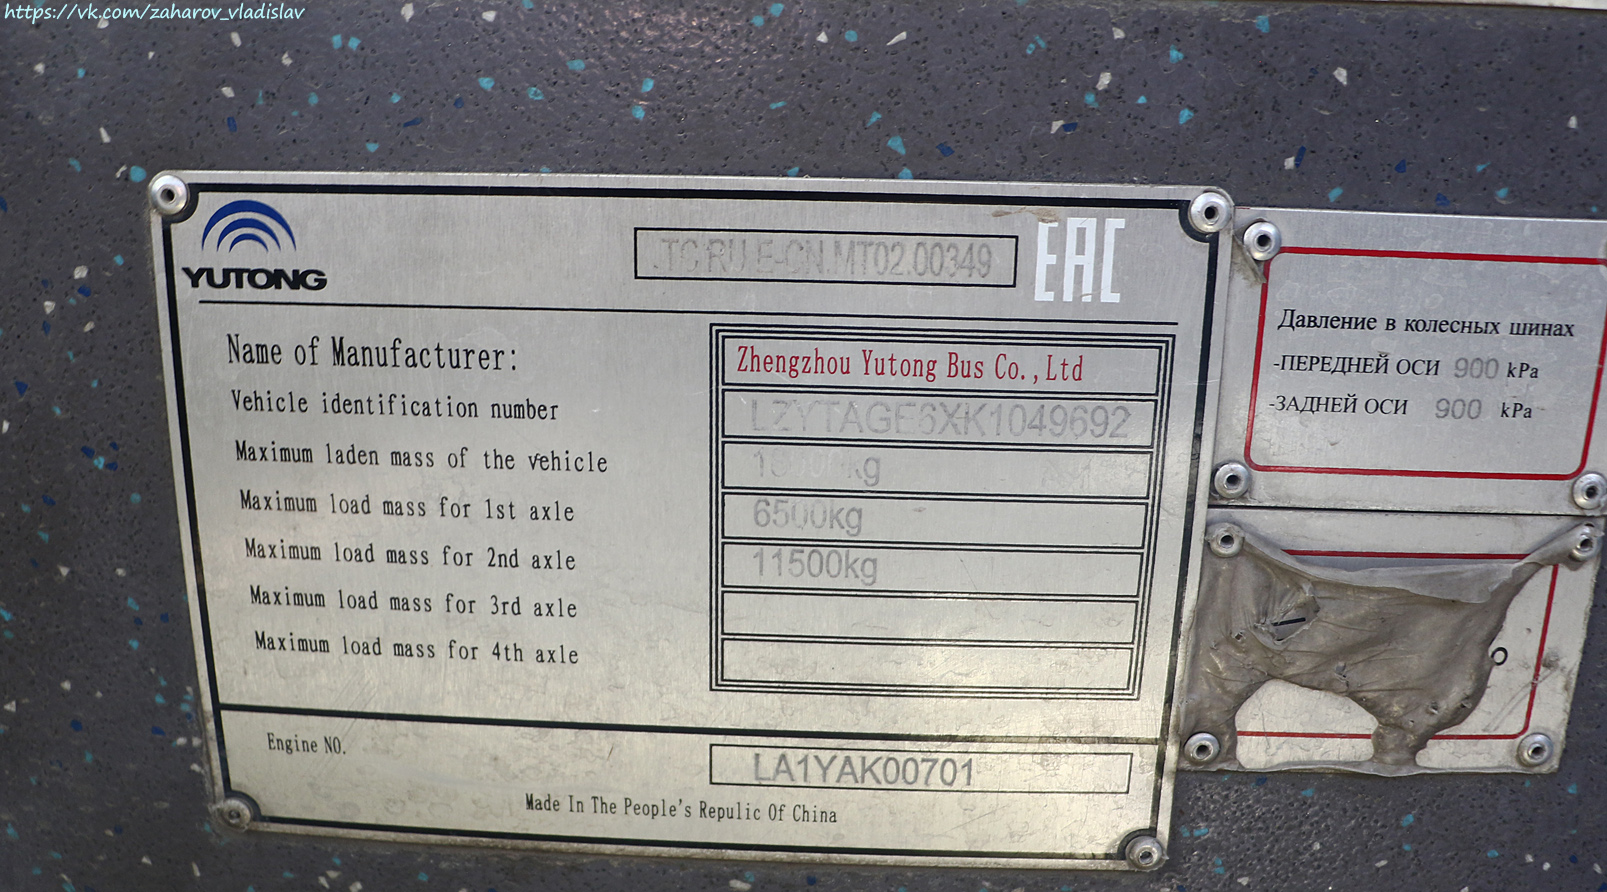 https://vk.com/zaharov_vladislav
YUTONG
TC RU E-CN.MT02.00349
EAC
Name of Manufacturer: Zhengzhou Yutong Bus Co.,Ltd
Vehicle identification number LZYTAGE6XK1049692
Maximum laden mass of the vehicle
Maximum load mass for 1st axle 6500kg
Maximum load mass for 2nd axle 11500kg
Maximum load mass for 3rd axle
Maximum load mass for 4th axle
Engine NO. LA1YAK00701
Made In The People's Repulic Of China
Давление в колесных шинах
-ПЕРЕДНЕЙ ОСИ 900 kPa
-ЗАДНЕЙ ОСИ 900 kPa